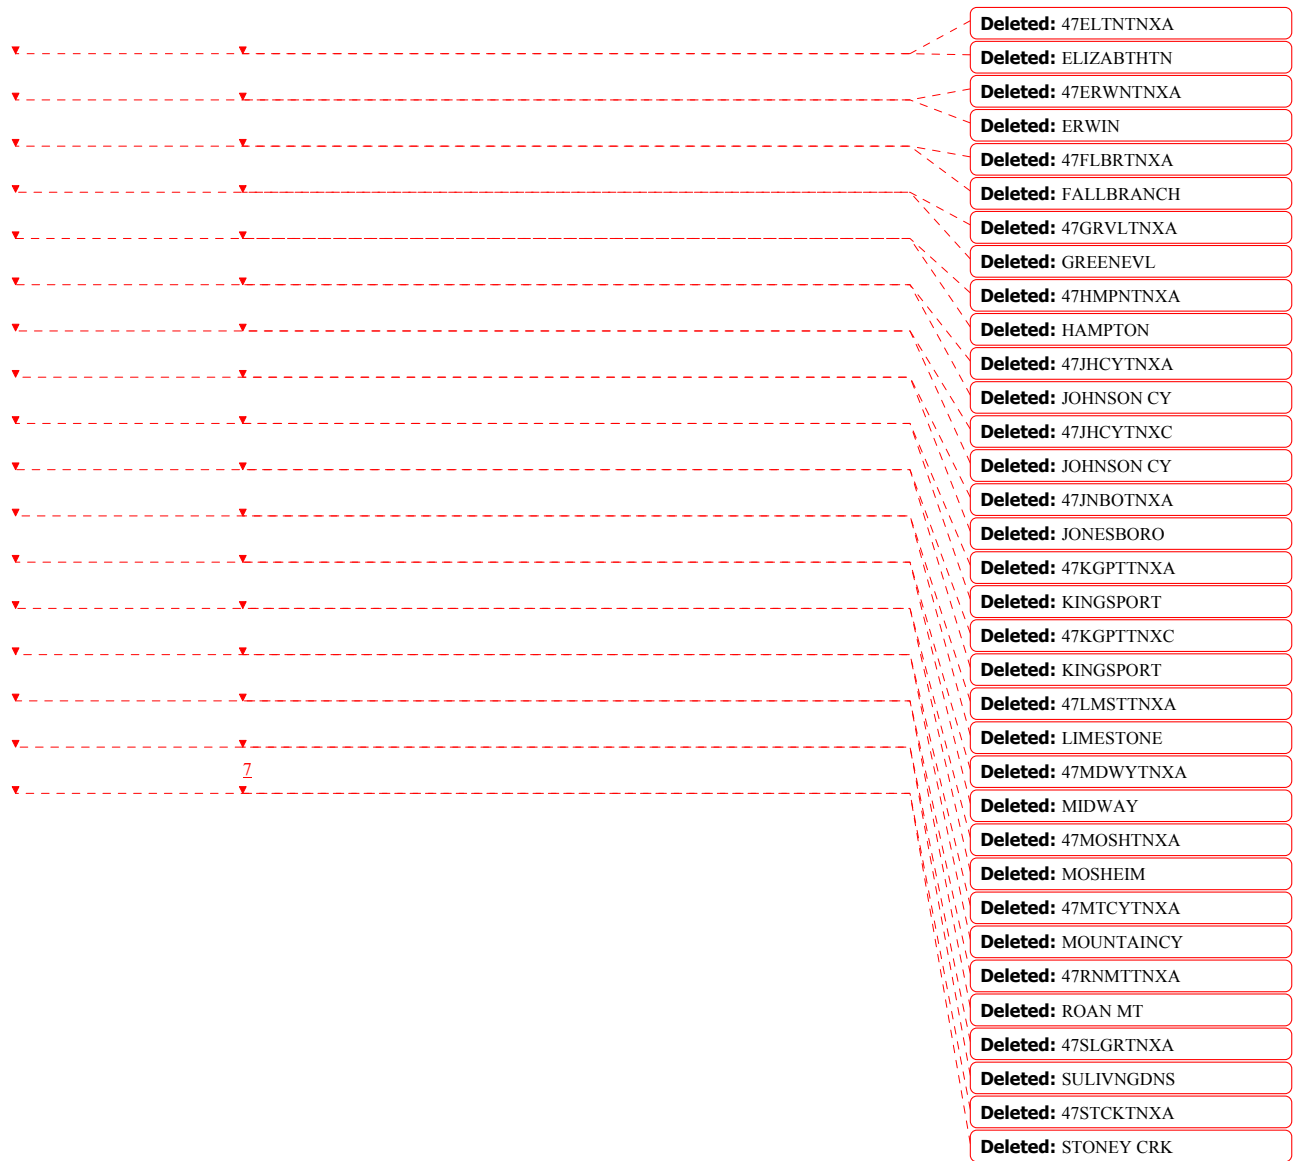 Deleted: 47ELTNTNXA
Deleted: ELIZABTHTN
Deleted: 47ERWNTNXA
Deleted: ERWIN
Deleted: 47FLBRTNXA
Deleted: FALLBRANCH
Deleted: 47GRVLTNXA
Deleted: GREENEVL
Deleted: 47HMPNTNXA
Deleted: HAMPTON
Deleted: 47JHCYTNXA
Deleted: JOHNSON CY
Deleted: 47JHCYTNXC
Deleted: JOHNSON CY
Deleted: 47JNBOTNXA
Deleted: JONESBORO
Deleted: 47KGPTTNXA
Deleted: KINGSPORT
Deleted: 47KGPTTNXC
Deleted: KINGSPORT
Deleted: 47LMSTTNXA
Deleted: LIMESTONE
7
Deleted: 47MDWYTNXA
Deleted: MIDWAY
Deleted: 47MOSHTNXA
Deleted: MOSHEIM
Deleted: 47MTCYTNXA
Deleted: MOUNTAINCY
Deleted: 47RNMTTNXA
Deleted: ROAN MT
Deleted: 47SLGRTNXA
Deleted: SULIVNGDNS
Deleted: 47STCKTNXA
Deleted: STONEY CRK